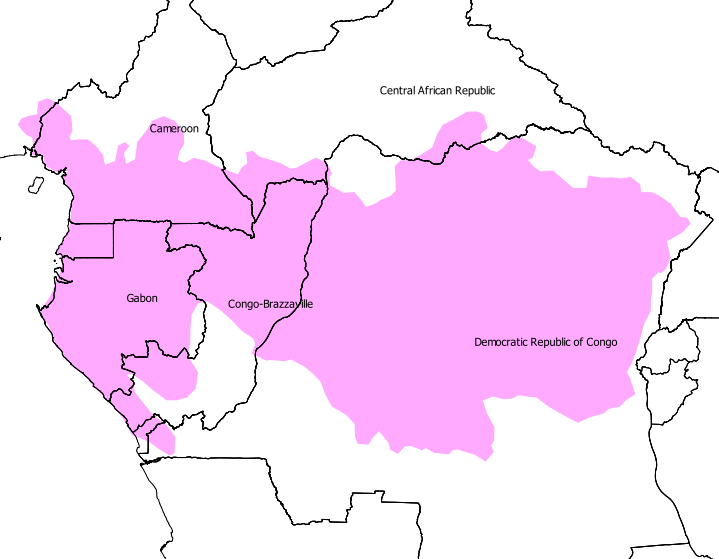 Central African Republic
Cameroon
Gabon
Congo-Brazzaville
Democratic Republic of Congo